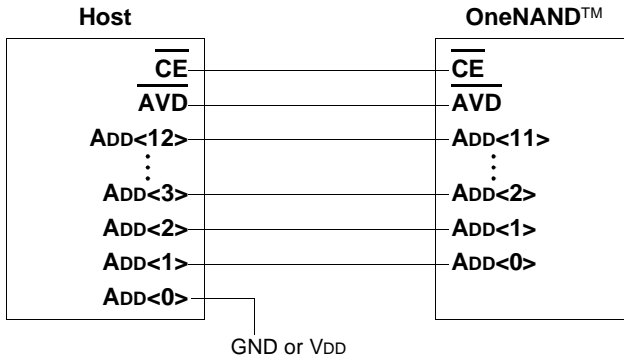 Host OneNAND™
CE CE
AVD AVD
ADD<12> ADD<11>
ADD<3> ADD<2>
ADD<2> ADD<1>
ADD<1> ADD<0>
ADD<0>
GND or VDD